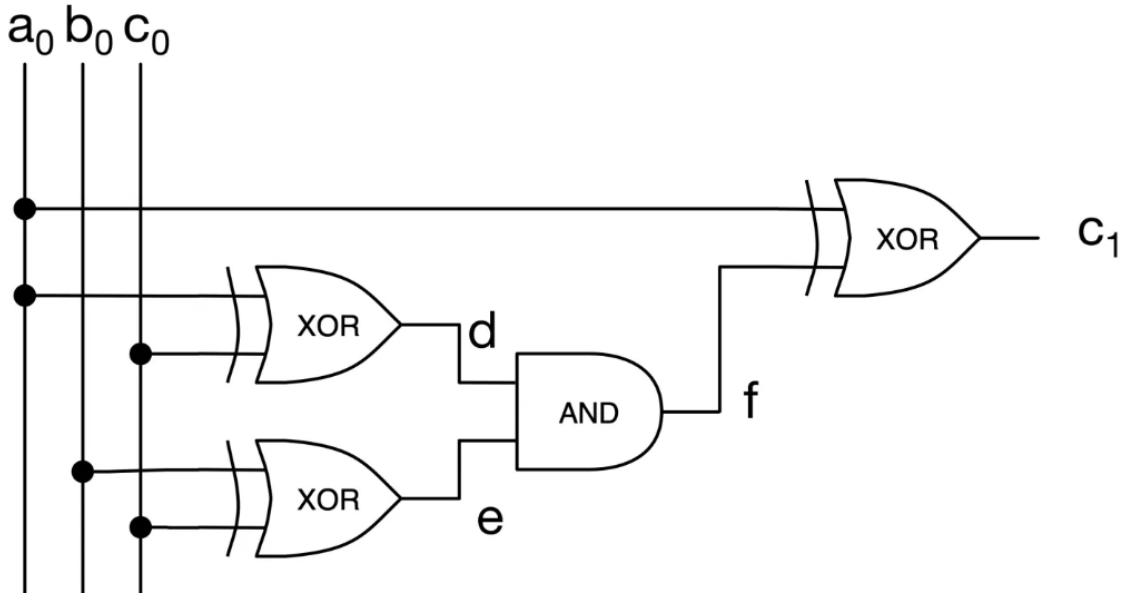 a₀ b₀ c₀
XOR
c₁
XOR
d
AND
f
XOR
e